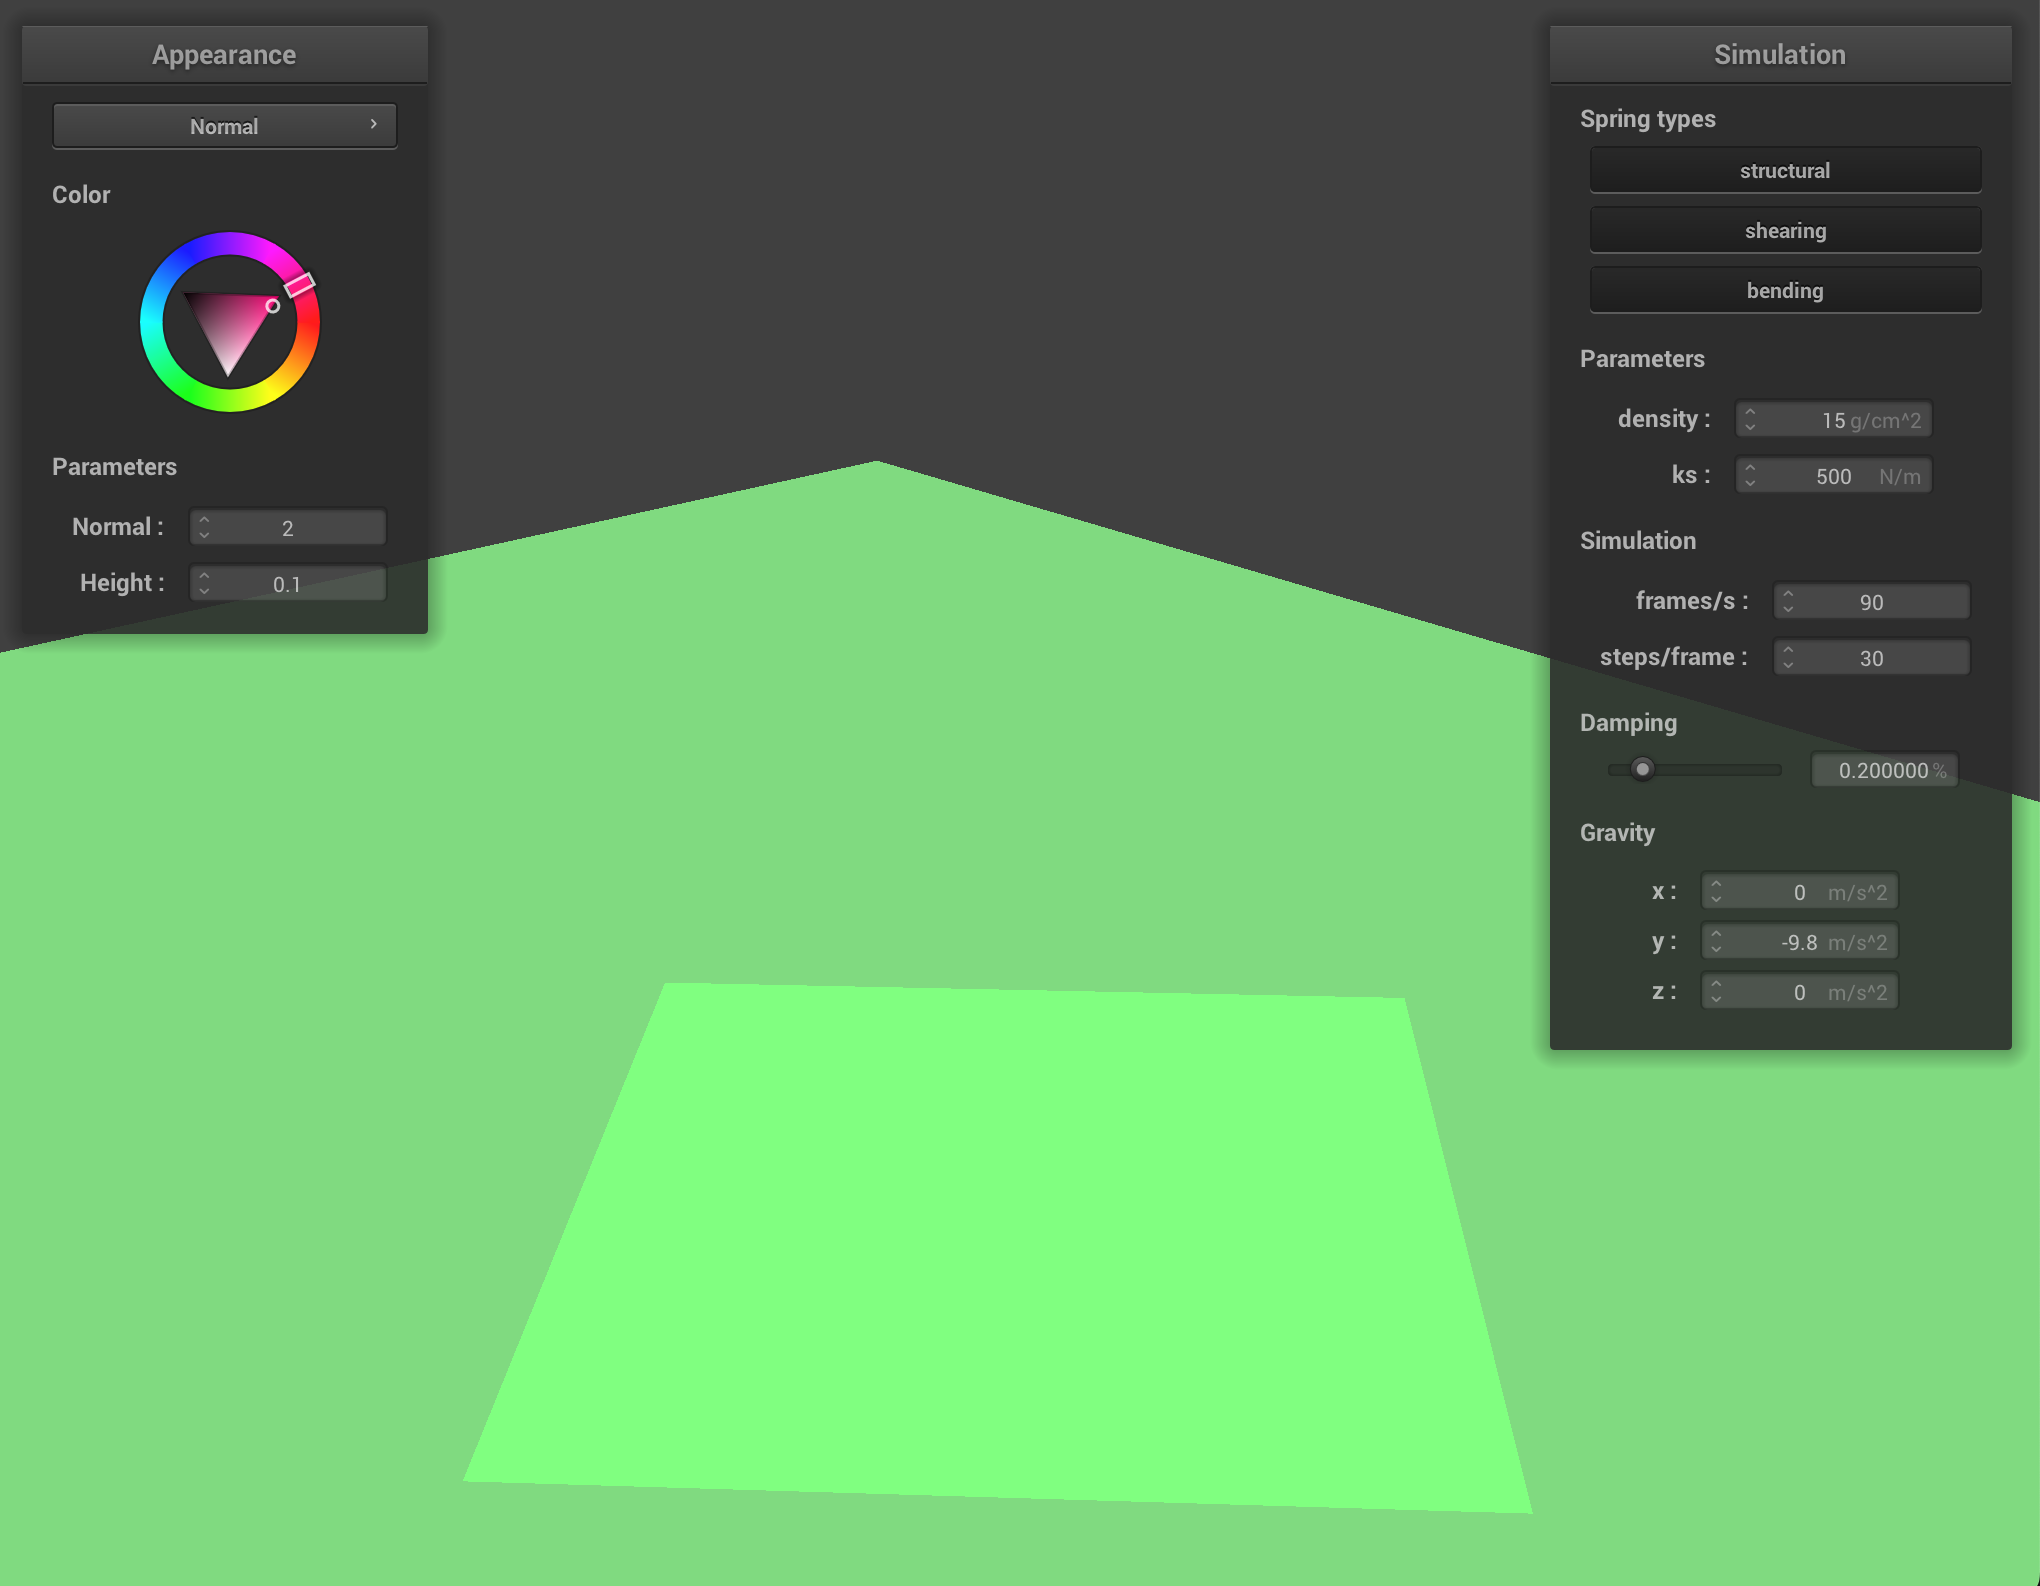 Appearance
Normal
Color
Parameters
Normal : 2
Height : 0.1
Simulation
Spring types
structural
shearing
bending
Parameters
density : 15 g/cm^2
ks : 500 N/m
Simulation
frames/s : 90
steps/frame : 30
Damping
0.200000 %
Gravity
x : 0 m/s^2
y : -9.8 m/s^2
z : 0 m/s^2